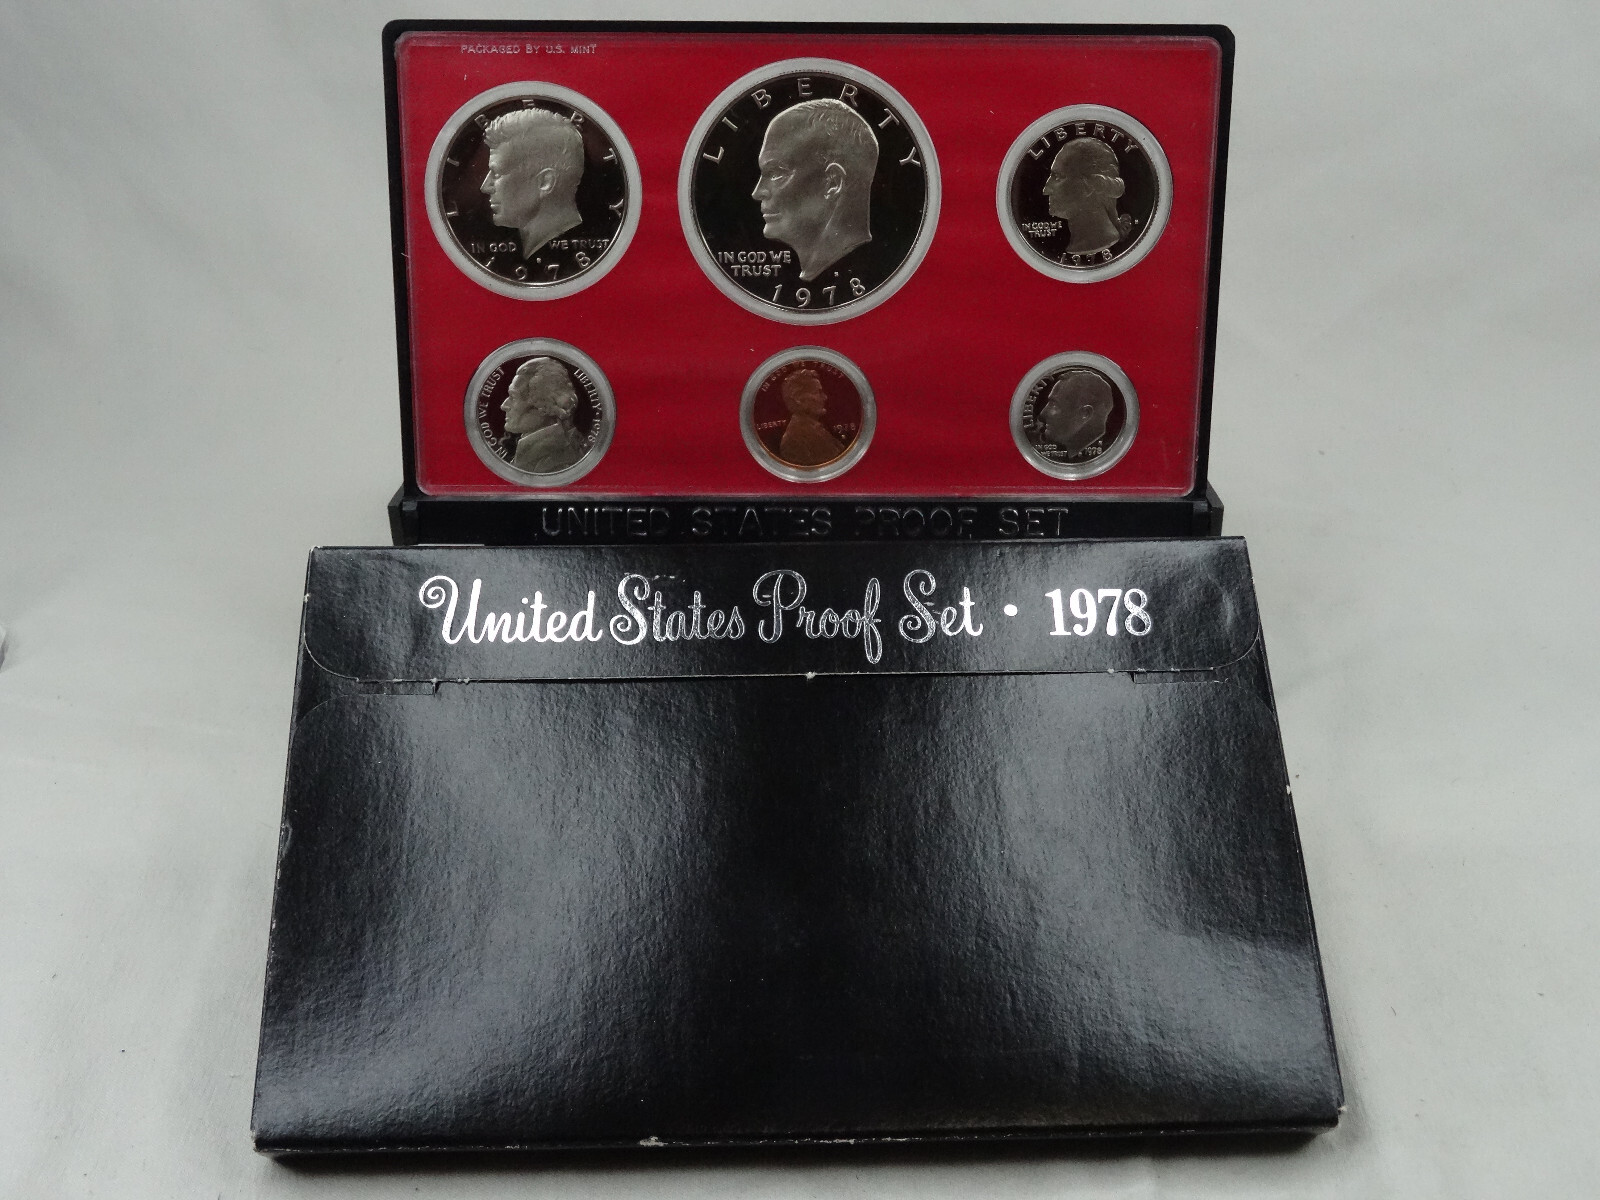 PACKAGED BY U.S. MINT
LIBERTY
IN GOD WE TRUST
1978
LIBERTY
IN GOD WE
TRUST
1978
LIBERTY
IN GOD WE
TRUST
1978
IN GOD WE TRUST
LIBERTY · 1978
IN GOD WE TRUST
LIBERTY
1978
LIBERTY
IN GOD
WE TRUST
1978
UNITED STATES PROOF SET
United States Proof Set · 1978